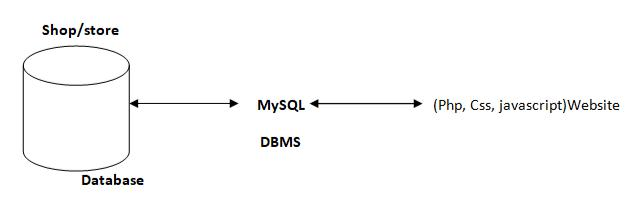 Shop/store
MySQL
(Php, Css, javascript)Website
DBMS
Database